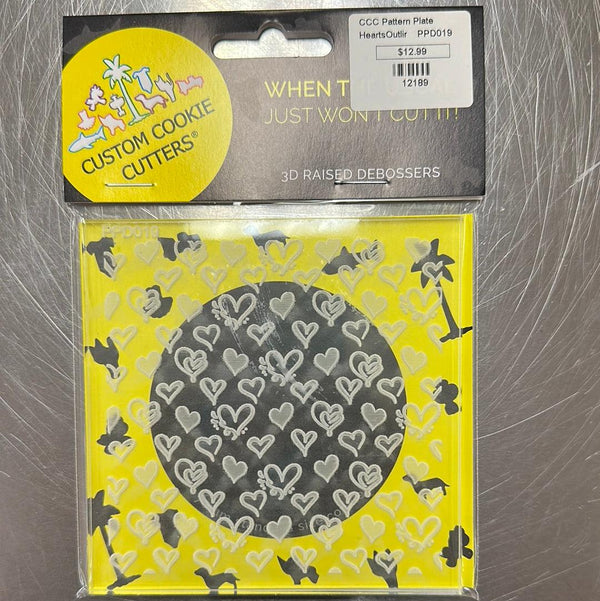 CCC Pattern Plate
HeartsOutlir PPD019
$12.99
12189
CUSTOM COOKIE
CUTTERS®
WHEN
JUST WON'T CUT IT!
3D RAISED DEBOSSERS
PPD019